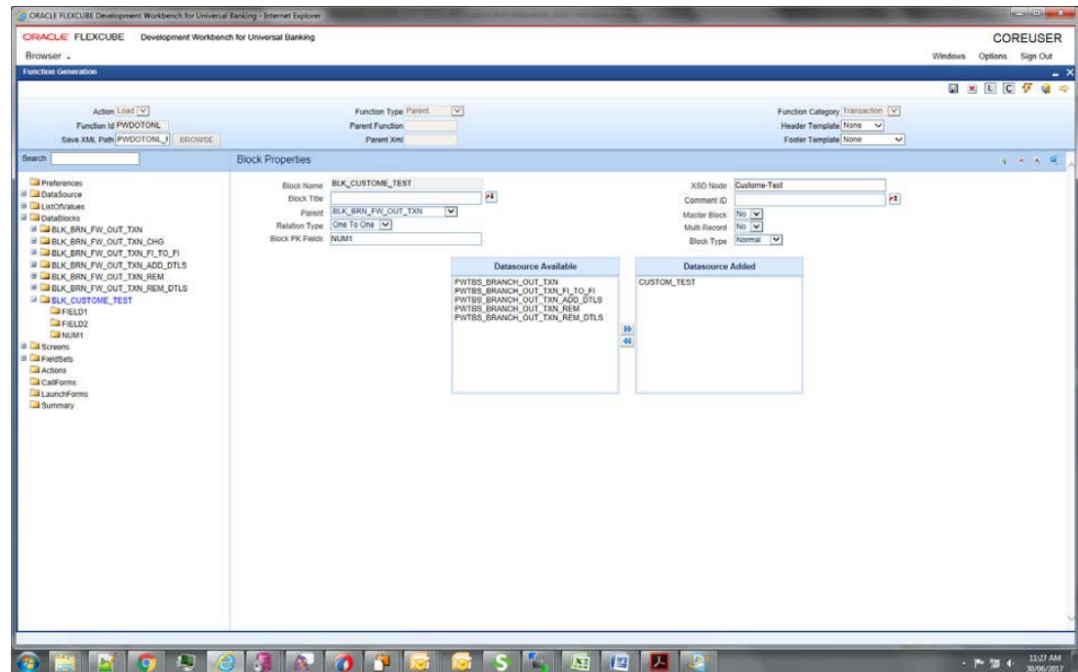 ORACLE FLEXCUBE Development Workbench for Universal Banking - Internet Explorer
ORACLE FLEXCUBE Development Workbench for Universal Banking
COREUSER
Browser
Windows Options Sign Out
Function Generation
Action Load
Function Type Parent
Function Category Transaction
Function Id PWDOTONL
Parent Function
Header Template None
Save XML Path PWDOTONL_ BROWSE
Parent Xml
Footer Template None
Search
Block Properties
Preferences
DataSource
ListOfValues
DataBlocks
BLK_BRN_FW_OUT_TXN
BLK_BRN_FW_OUT_TXN_CHG
BLK_BRN_FW_OUT_TXN_FI_TO_FI
BLK_BRN_FW_OUT_TXN_ADD_DTLS
BLK_BRN_FW_OUT_TXN_REM
BLK_BRN_FW_OUT_TXN_REM_DTLS
BLK_CUSTOME_TEST
FIELD1
FIELD2
NUM1
Screens
FieldSets
Actions
CallForms
LaunchForms
Summary
Block Name BLK_CUSTOME_TEST
XSD Node Custome-Test
Block Title
Comment ID
Parent BLK_BRN_FW_OUT_TXN
Master Block No
Relation Type One To One
Multi Record No
Block PK Fields NUM1
Block Type Normal
Datasource Available
PWTBS_BRANCH_OUT_TXN
PWTBS_BRANCH_OUT_TXN_FI_TO_FI
PWTBS_BRANCH_OUT_TXN_ADD_DTLS
PWTBS_BRANCH_OUT_TXN_REM
PWTBS_BRANCH_OUT_TXN_REM_DTLS
Datasource Added
CUSTOM_TEST
11:27 AM
30/06/2017